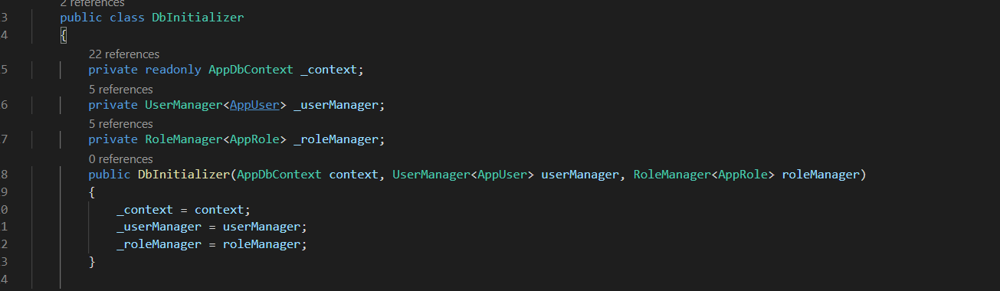 2 references
3 public class DbInitializer
4 {
22 references
5 private readonly AppDbContext _context;
5 references
6 private UserManager<AppUser> _userManager;
5 references
7 private RoleManager<AppRole> _roleManager;
0 references
8 public DbInitializer(AppDbContext context, UserManager<AppUser> userManager, RoleManager<AppRole> roleManager)
9 {
0 _context = context;
1 _userManager = userManager;
2 _roleManager = roleManager;
3 }
4